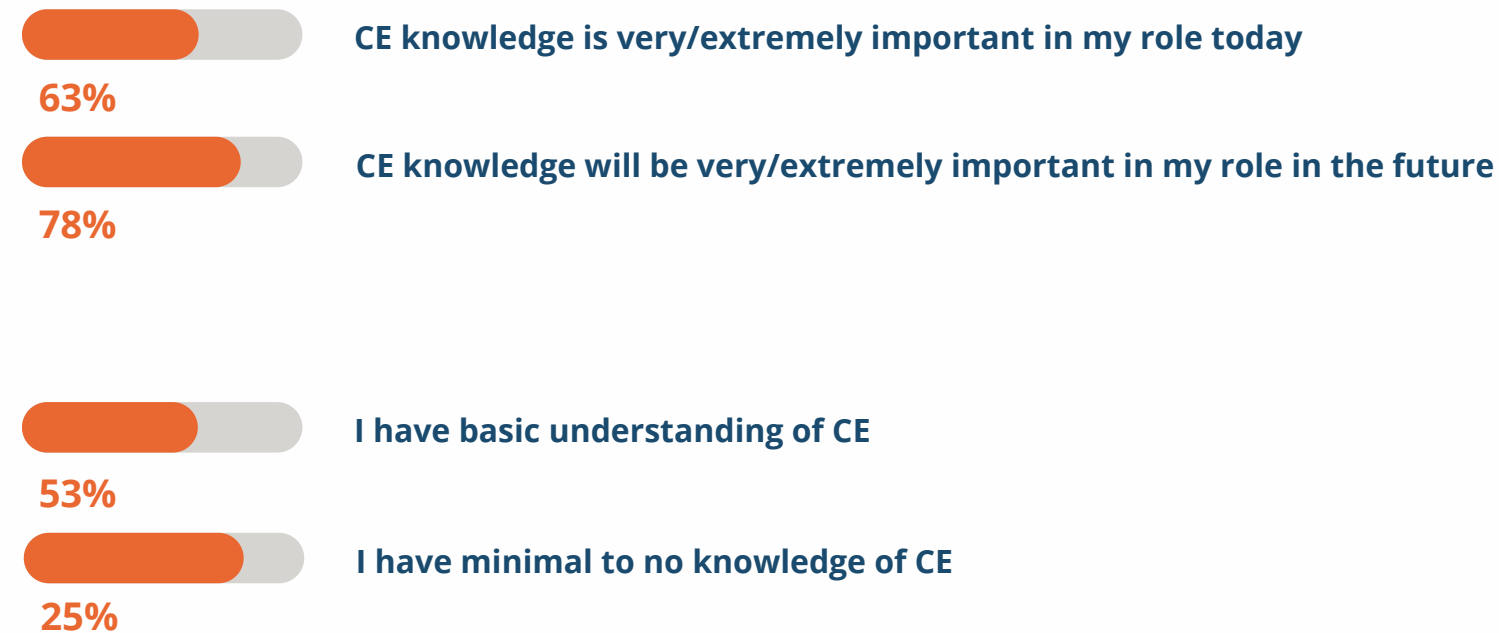 CE knowledge is very/extremely important in my role today
63%
CE knowledge will be very/extremely important in my role in the future
78%
I have basic understanding of CE
53%
I have minimal to no knowledge of CE
25%